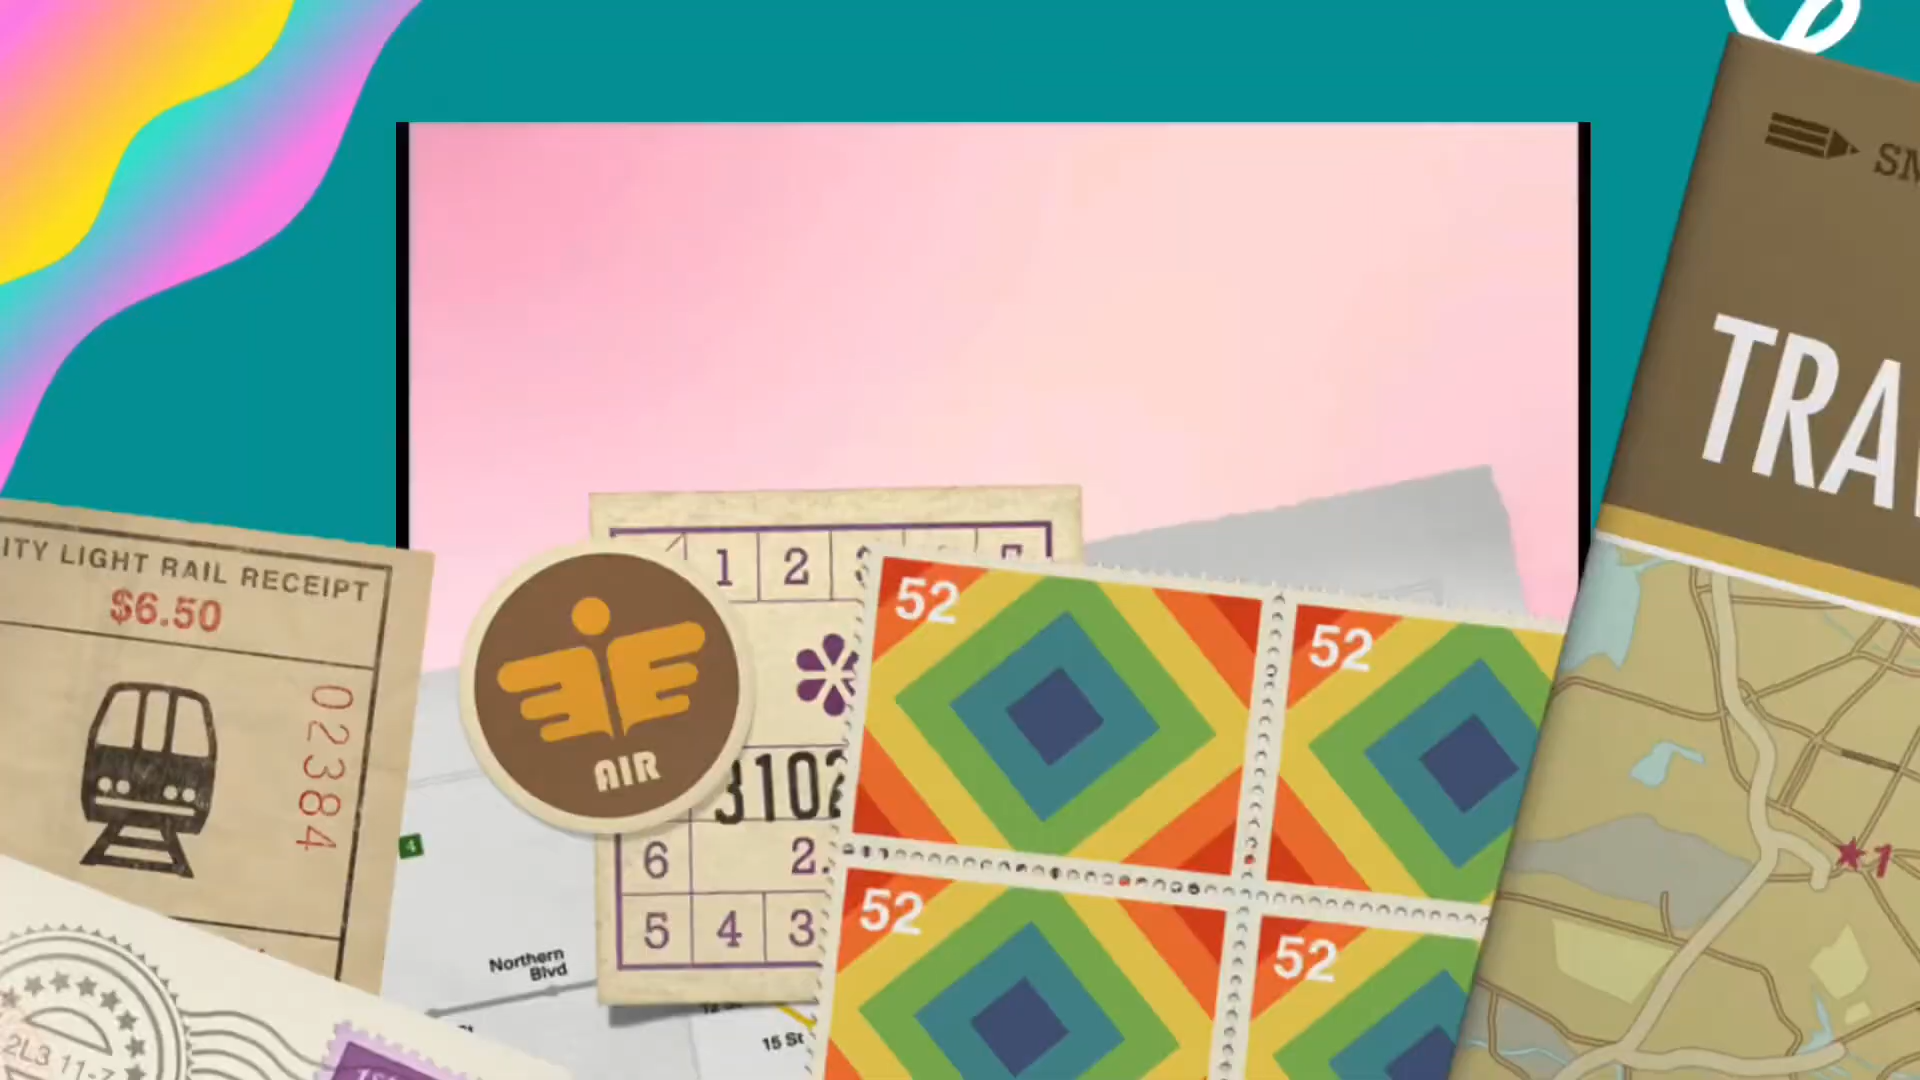 SM
TRA
ITY LIGHT RAIL RECEIPT
$6.50
02384
1 2
52
52
AIR
3102
4
6 2.
5 4 3
52
52
1
Northern
Blvd
15 St
2L3 11-7